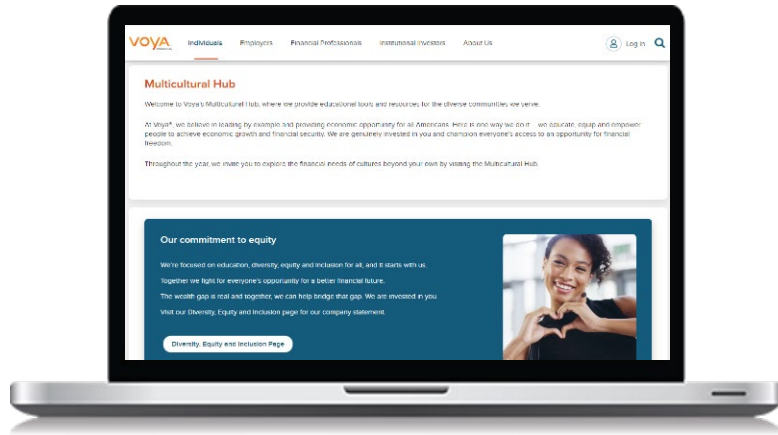 VOYA
Individuals Employers Financial Professionals Institutional Investors About Us Log in
Multicultural Hub
Welcome to Voya's Multicultural Hub, where we provide educational tools and resources for the diverse communities we serve.
At Voya®, we believe in leading by example and providing economic opportunity for all Americans. Here is one way we do it – we educate, equip and empower
people to achieve economic growth and financial security. We are genuinely invested in you and champion everyone's access to an opportunity for financial
freedom.
Throughout the year, we invite you to explore the financial needs of cultures beyond your own by visiting the Multicultural Hub.
Our commitment to equity
We're focused on education, diversity, equity and inclusion for all, and it starts with us.
Together we fight for everyone's opportunity for a better financial future.
The wealth gap is real and together, we can help bridge that gap. We are invested in you
Visit our Diversity, Equity and Inclusion page for our company statement.
Diversity, Equity and Inclusion Page